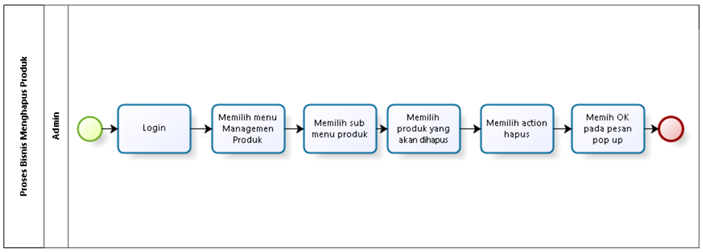 Proses Bisnis Menghapus Produk
Admin
Login
Memilih menu
Managemen
Produk
Memilih sub
menu produk
Memilih
produk yang
akan dihapus
Memilih action
hapus
Memih OK
pada pesan
pop up